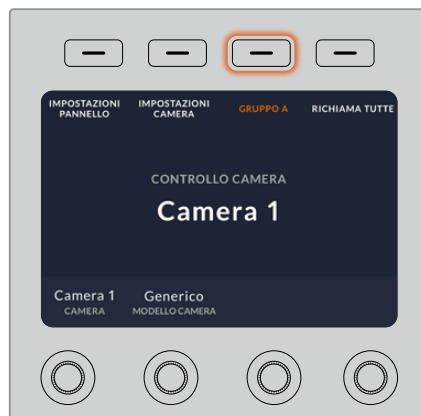 IMPOSTAZIONI PANNELLO
IMPOSTAZIONI CAMERA
GRUPPO A
RICHIAMA TUTTE
CONTROLLO CAMERA
Camera 1
Camera 1
CAMERA
Generico
MODELLO CAMERA